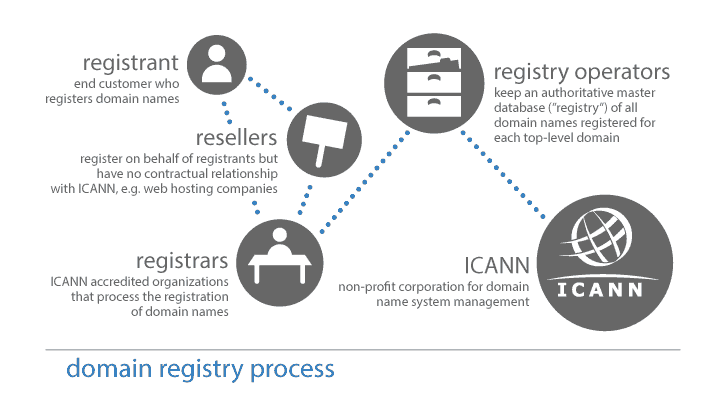 registrant
end customer who
registers domain names
resellers
register on behalf of registrants but
have no contractual relationship
with ICANN, e.g. web hosting companies
registrars
ICANN accredited organizations
that process the registration
of domain names
registry operators
keep an authoritative master
database (“registry”) of all
domain names registered for
each top-level domain
ICANN
non-profit corporation for domain
name system management
ICANN
domain registry process